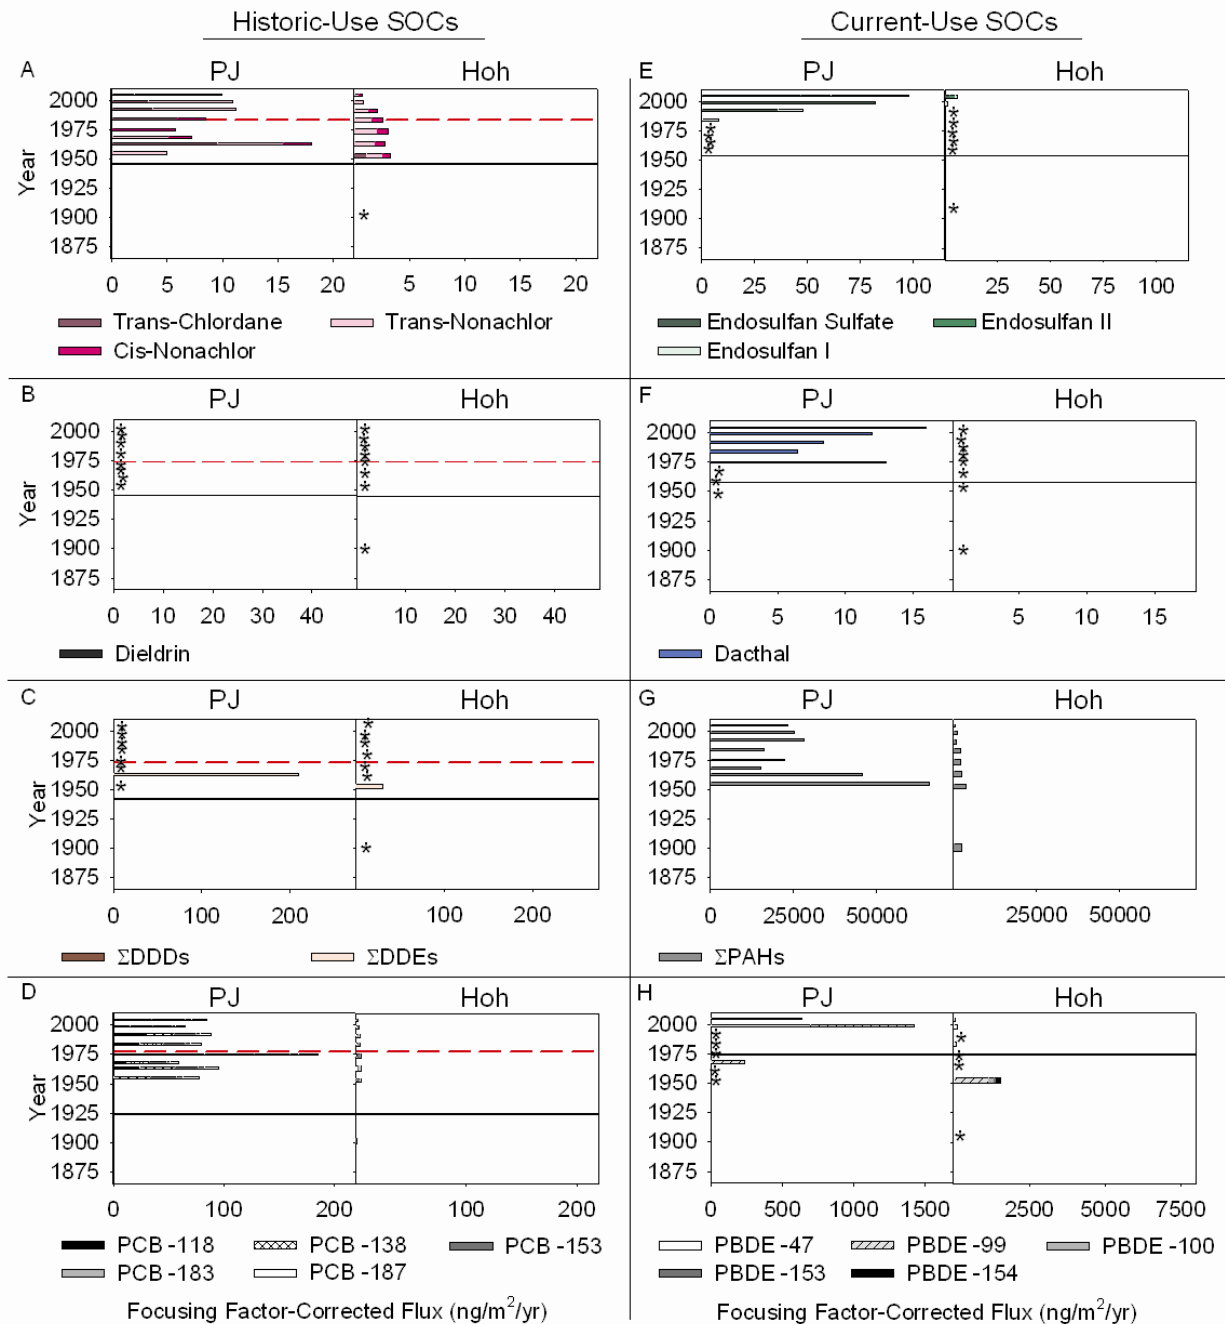 Historic-Use SOCs
Current-Use SOCs
A
PJ
Hoh
Year
2000
1975
1950
1925
1900
1875
*
0 5 10 15 20
5 10 15 20
Trans-Chlordane
Trans-Nonachlor
Cis-Nonachlor
E
PJ
Hoh
2000
1975
1950
1925
1900
1875
*
0 25 50 75 100
25 50 75 100
Endosulfan Sulfate
Endosulfan II
Endosulfan I
B
PJ
Hoh
Year
2000
1975
1950
1925
1900
1875
*
0 10 20 30 40
10 20 30 40
Dieldrin
F
PJ
Hoh
2000
1975
1950
1925
1900
1875
*
0 5 10 15
5 10 15
Dacthal
C
PJ
Hoh
Year
2000
1975
1950
1925
1900
1875
*
0 100 200
100 200
ΣDDDs
ΣDDEs
G
PJ
Hoh
2000
1975
1950
1925
1900
1875
0 25000 50000
25000 50000
ΣPAHs
D
PJ
Hoh
Year
2000
1975
1950
1925
1900
1875
0 100 200
100 200
PCB -118
PCB -138
PCB -153
PCB -183
PCB -187
Focusing Factor-Corrected Flux (ng/m²/yr)
H
PJ
Hoh
2000
1975
1950
1925
1900
1875
*
0 500 1000 1500
2500 5000 7500
PBDE -47
PBDE -99
PBDE -100
PBDE -153
PBDE -154
Focusing Factor-Corrected Flux (ng/m²/yr)